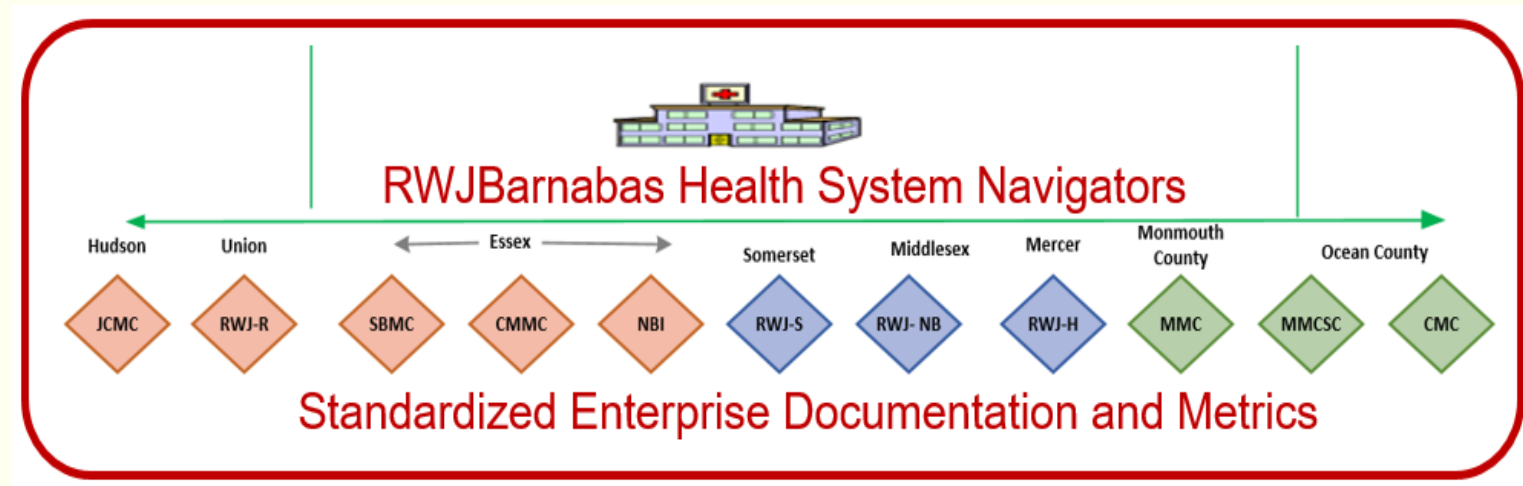 RWJBarnabas Health System Navigators
Hudson
Union
Essex
Somerset
Middlesex
Mercer
Monmouth
County
Ocean County
JCMC
RWJ-R
SBMC
CMMC
NBI
RWJ-S
RWJ- NB
RWJ-H
MMC
MMCSC
CMC
Standardized Enterprise Documentation and Metrics